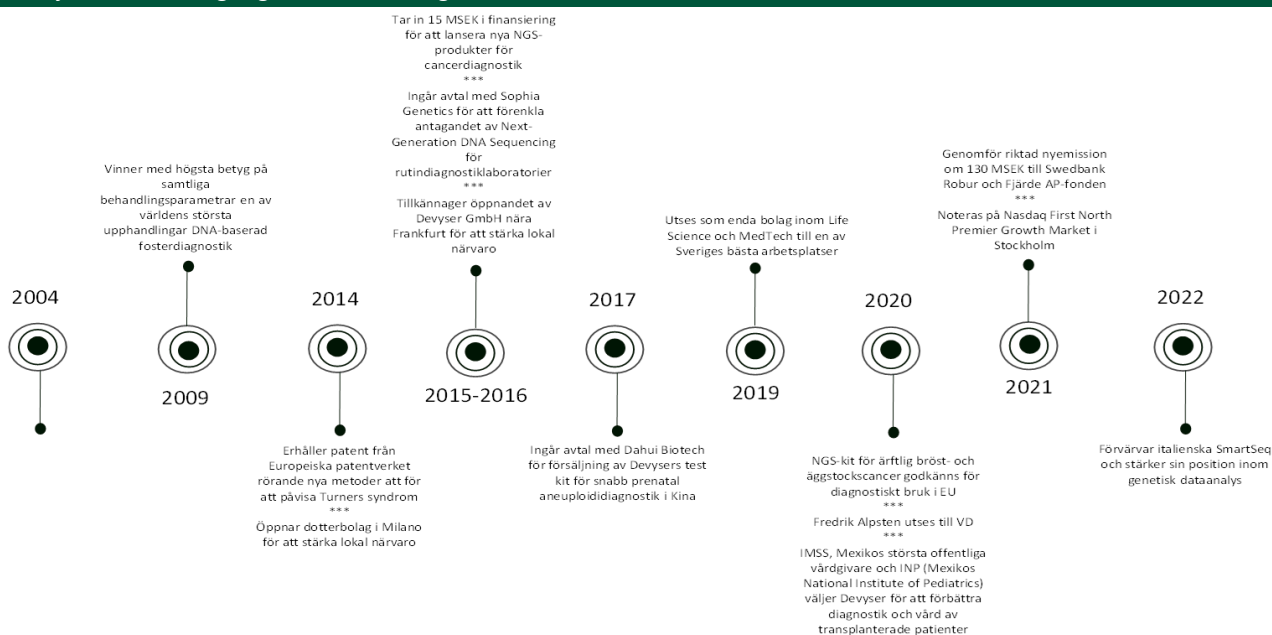 2004
Vinner med högsta betyg på
samtliga
behandlingsparametrar en av
världens största
upphandlingar DNA-baserad
fosterdiagnostik
2009
2014
Erhåller patent från
Europeiska patentverket
rörande nya metoder att för
att påvisa Turners syndrom
***
Öppnar dotterbolag i Milano
för att stärka lokal närvaro
Tar in 15 MSEK i finansiering
för att lansera nya NGS-
produkter för
cancerdiagnostik
***
Ingår avtal med Sophia
Genetics för att förenkla
antagandet av Next-
Generation DNA Sequencing
för
rutindiagnostiklaboratorier
***
Tillkännager öppnandet av
Devyser GmbH nära
Frankfurt för att stärka lokal
närvaro
2015-2016
2017
Ingår avtal med Dahui Biotech
för försäljning av Devysers test
kit för snabb prenatal
aneuploididiagnostik i Kina
Utses som enda bolag inom Life
Science och MedTech till en av
Sveriges bästa arbetsplatser
2019
2020
NGS-kit för ärftlig bröst- och
äggstockscancer godkänns för
diagnostiskt bruk i EU
***
Fredrik Alpsten utses till VD
***
IMSS, Mexikos största offentliga
vårdgivare och INP (Mexikos
National Institute of Pediatrics)
väljer Devyser för att förbättra
diagnostik och vård av
transplanterade patienter
Genomför riktad nyemission
om 130 MSEK till Swedbank
Robur och Fjärde AP-fonden
***
Noteras på Nasdaq First North
Premier Growth Market i
Stockholm
2021
2022
Förvärvar italienska SmartSeq
och stärker sin position inom
genetisk dataanalys